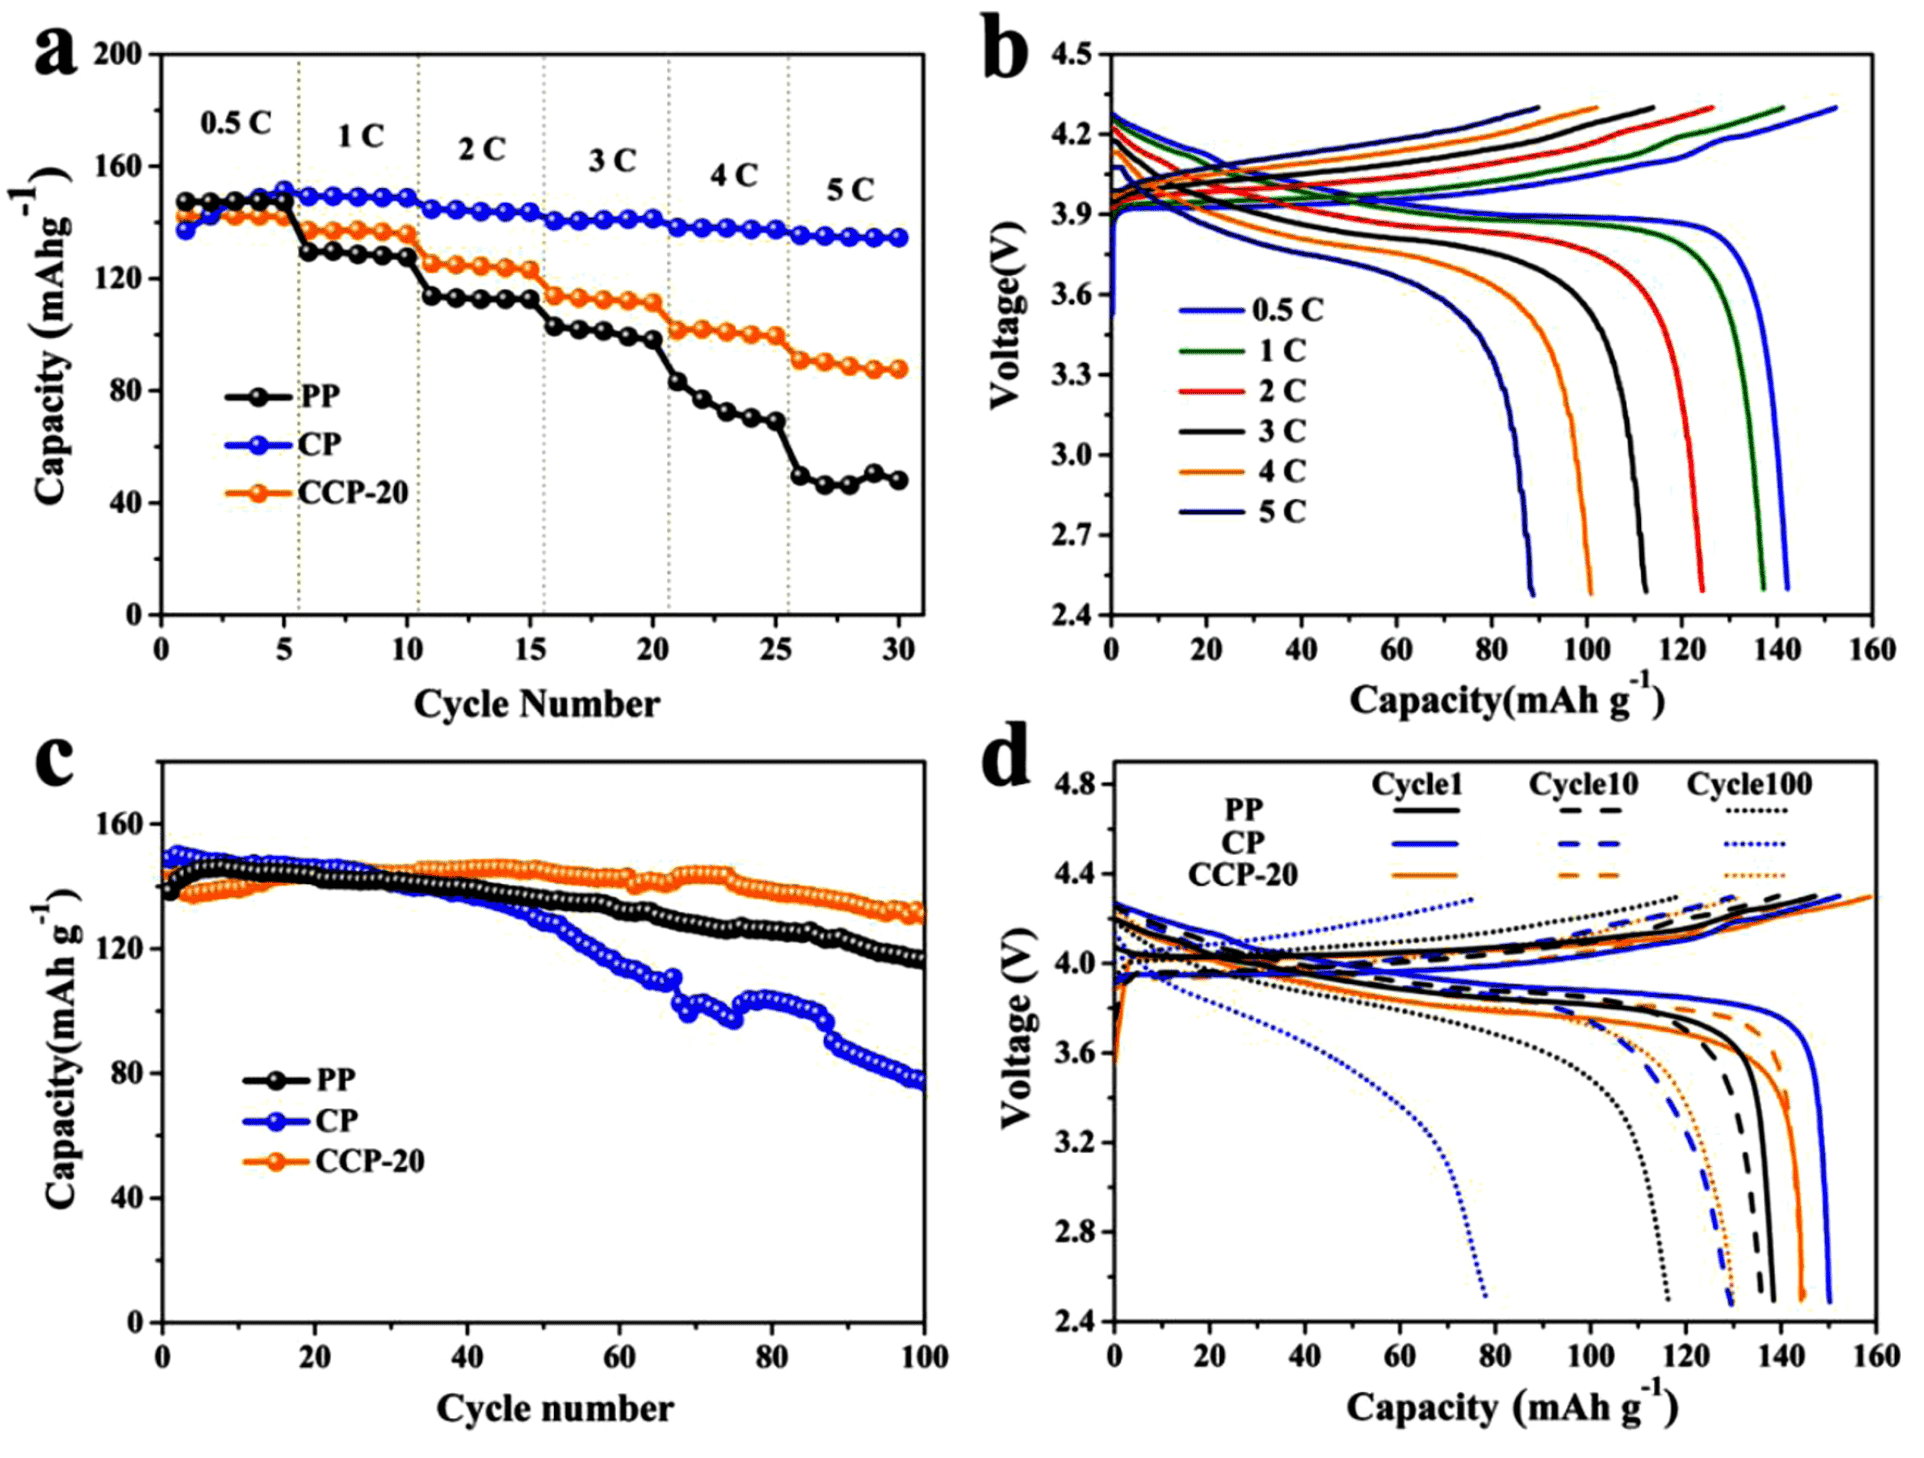 a
200
160
120
80
40
0
0 5 10 15 20 25 30
Capacity (mAhg⁻¹)
Cycle Number
0.5 C
1 C
2 C
3 C
4 C
5 C
PP
CP
CCP-20
b
4.5
4.2
3.9
3.6
3.3
3.0
2.7
2.4
0 20 40 60 80 100 120 140 160
Voltage(V)
Capacity(mAh g⁻¹)
0.5 C
1 C
2 C
3 C
4 C
5 C
c
160
120
80
40
0
0 20 40 60 80 100
Capacity(mAh g⁻¹)
Cycle number
PP
CP
CCP-20
d
4.8
4.4
4.0
3.6
3.2
2.8
2.4
0 20 40 60 80 100 120 140 160
Voltage (V)
Capacity (mAh g⁻¹)
Cycle1 Cycle10 Cycle100
PP
CP
CCP-20